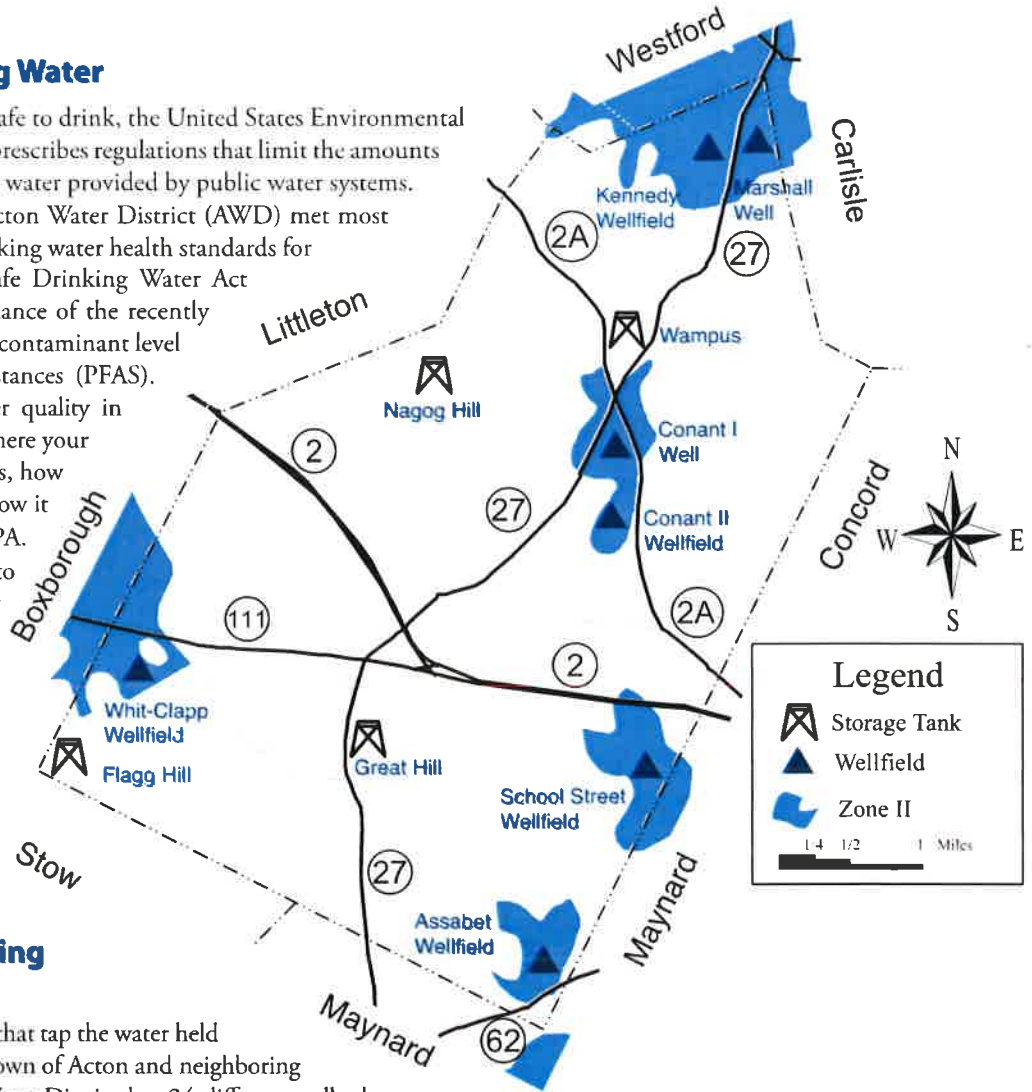 g Water
afe to drink, the United States Environmental
prescribes regulations that limit the amounts
water provided by public water systems.
cton Water District (AWD) met most
king water health standards for
afe Drinking Water Act
iance of the recently
contaminant level
stances (PFAS).
er quality in
here your
s, how
ow it
PA.
to
ing
that tap the water held
own of Acton and neighboring
Westford
Carlisle
Kennedy
Wellfield
Marshall
Well
2A
27
Littleton
Wampus
Nagog Hill
2
Conant I
Well
27
Conant II
Wellfield
Concord
N
W
E
S
Boxborough
111
2A
2
Whit-Clapp
Wellfield
Flagg Hill
Great Hill
School Street
Wellfield
Stow
27
Assabet
Wellfield
Maynard
Maynard
62
Legend
Storage Tank
Wellfield
Zone II
1/4 1/2 1 Miles